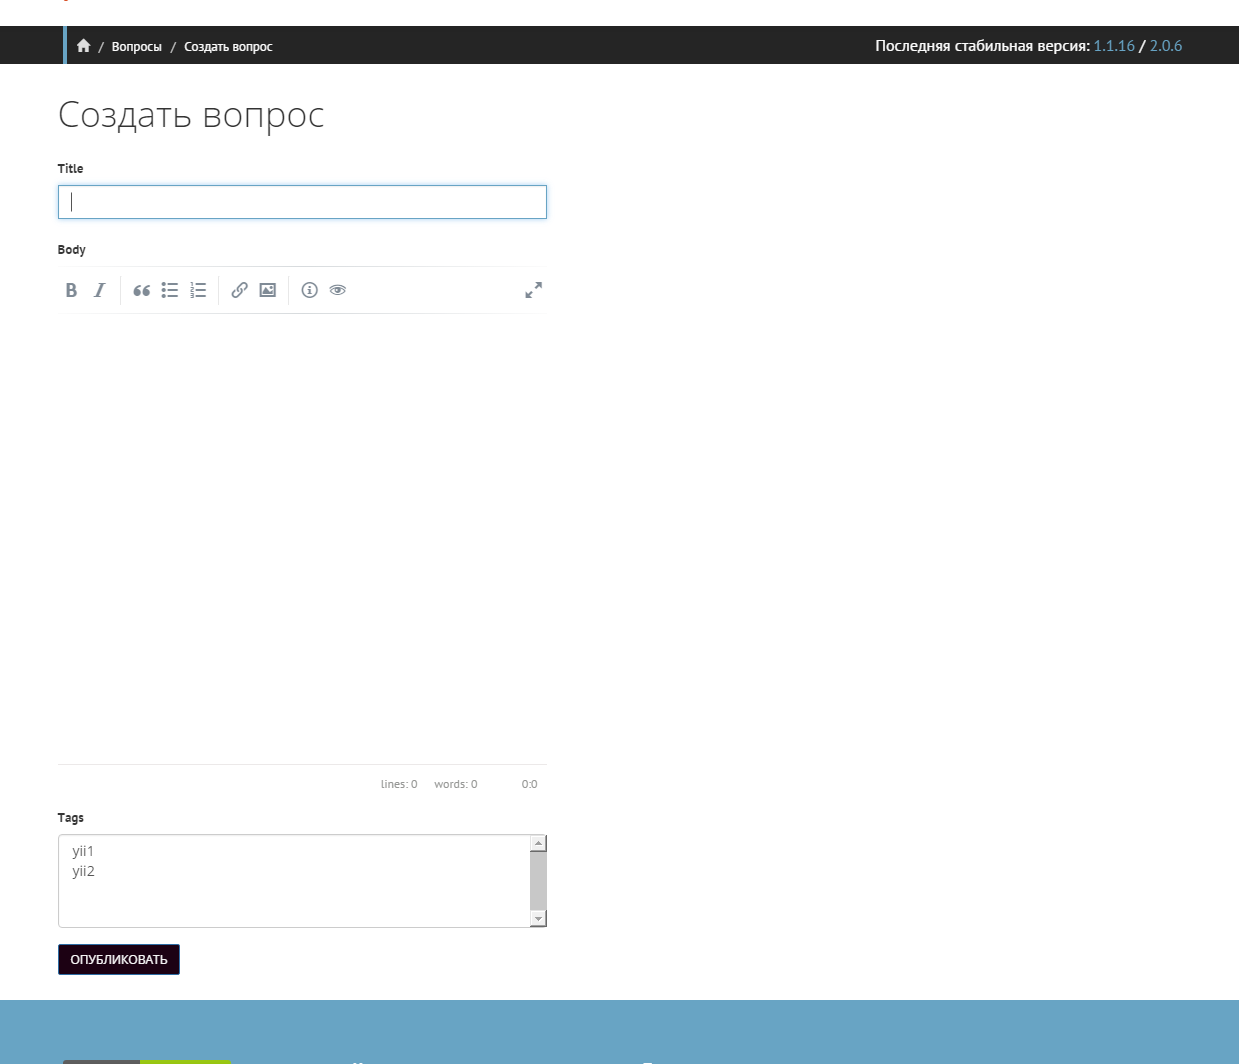 / Вопросы / Создать вопрос
Последняя стабильная версия: 1.1.16 / 2.0.6
Создать вопрос
Title
Body
lines: 0 words: 0 0:0
Tags
yii1
yii2
ОПУБЛИКОВАТЬ